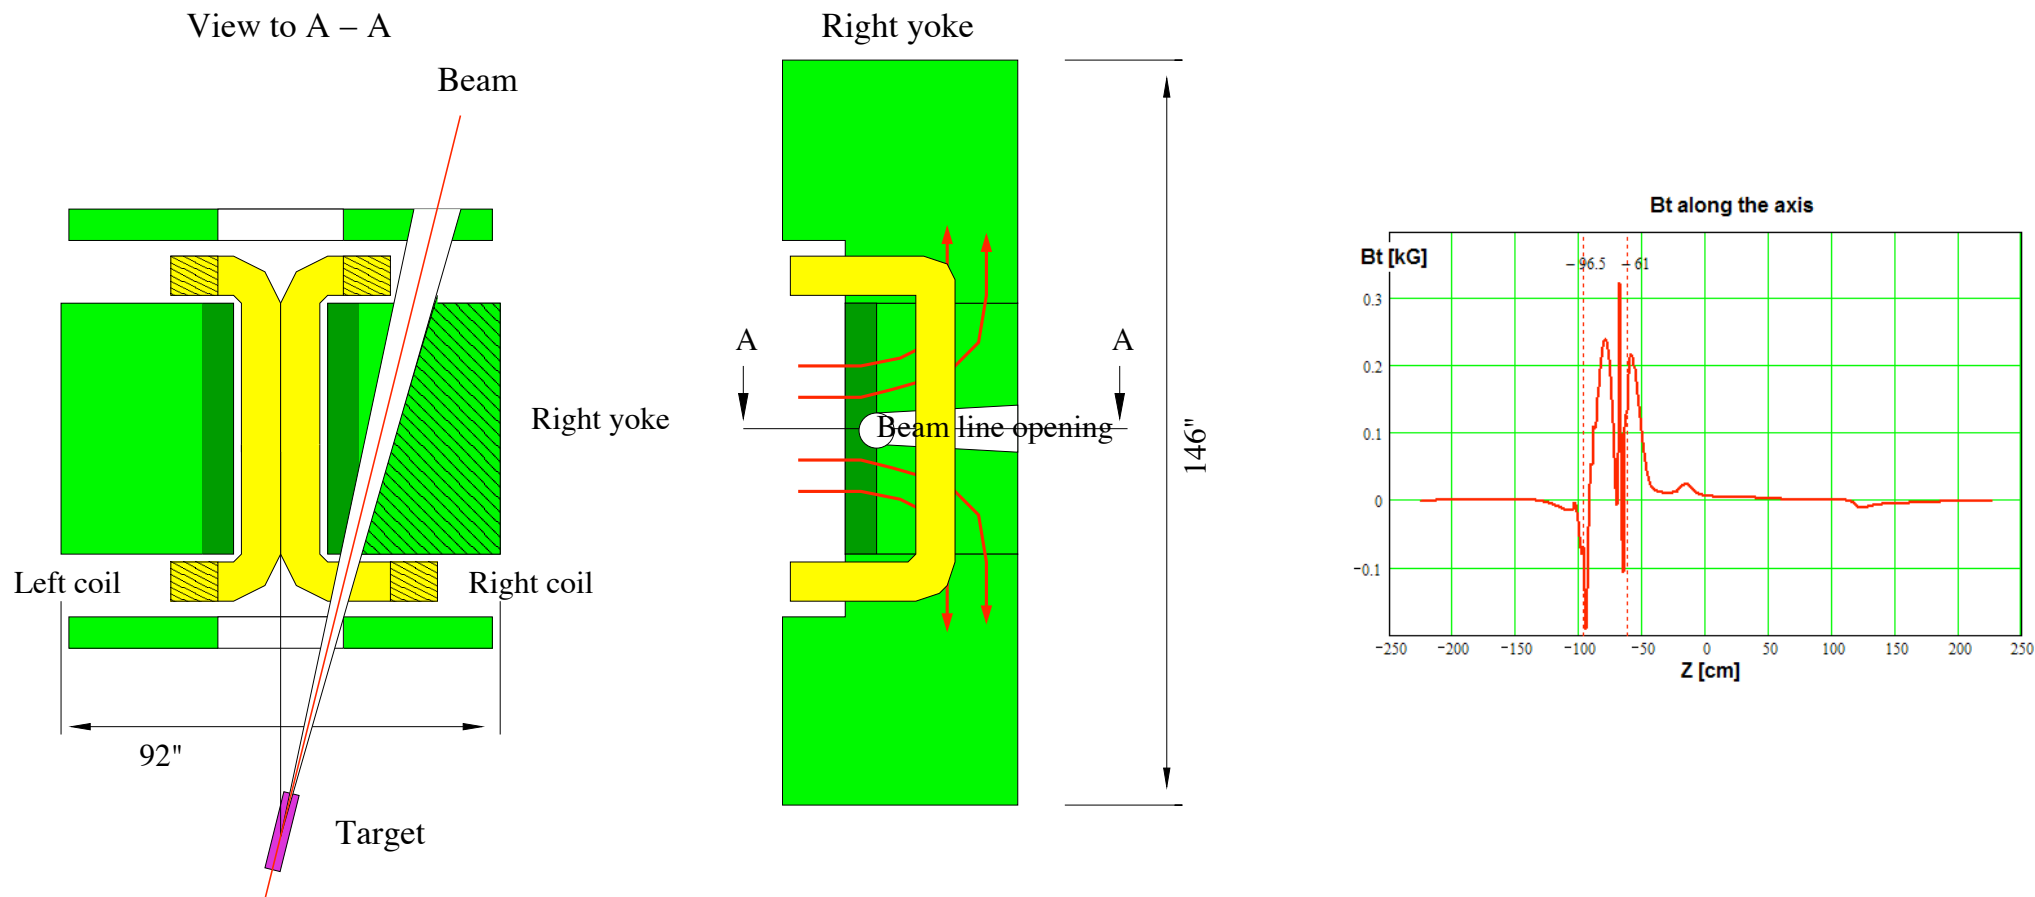 View to A – A
Beam
Right yoke
Left coil
Right coil
92"
Target
Right yoke
A
A
Beam line opening
146"
Bt along the axis
Bt [kG]
– 96.5
– 61
0.3
0.2
0.1
0
−0.1
−250
−200
−150
−100
−50
0
50
100
150
200
250
Z [cm]